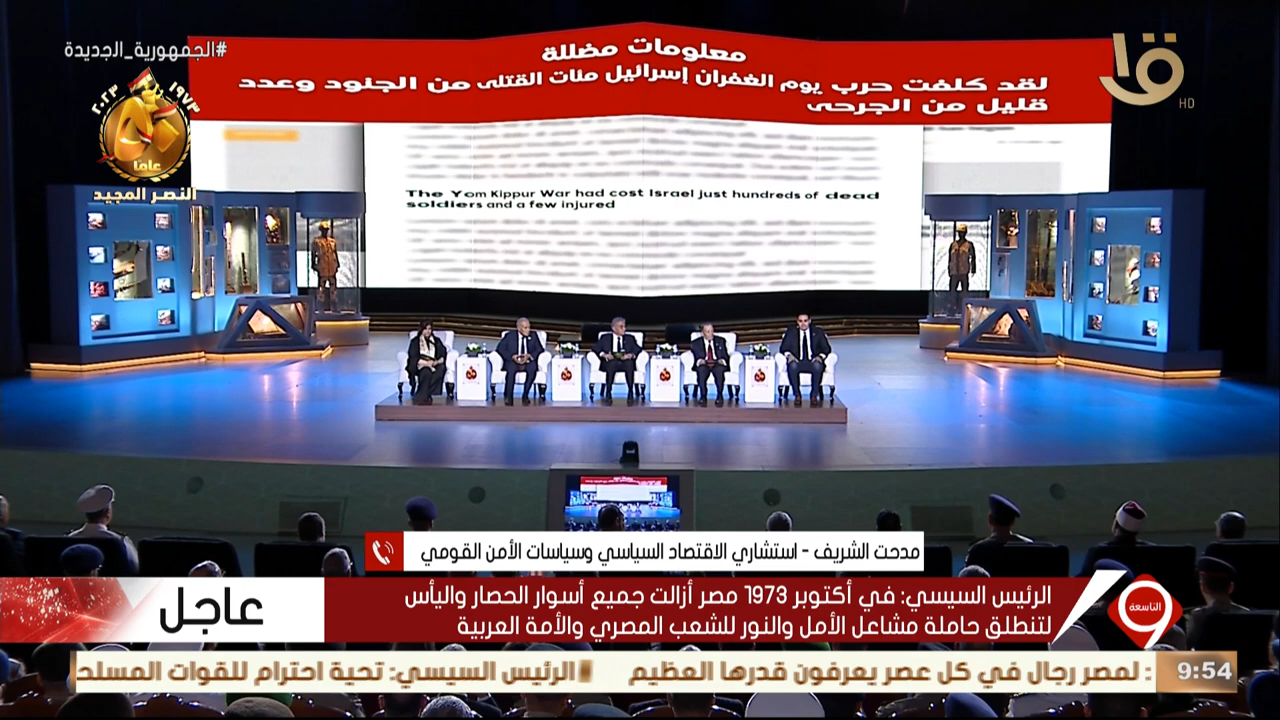 #الجمهورية_الجديدة
معلومات مضللة
لقد كلفت حرب يوم الغفران إسرائيل مئات القتلى من الجنود وعدد
قليل من الجرحى
HD
١٩٧٣
٢٠٢٣
عامًا
النصر المجيد
The Yom Kippur War had cost Israel just hundreds of dead
soldiers and a few injured
مدحت الشريف - استشاري الاقتصاد السياسي وسياسات الأمن القومي
عاجل
الرئيس السيسي: في أكتوبر 1973 مصر أزالت جميع أسوار الحصار واليأس
لتنطلق حاملة مشاعل الأمل والنور للشعب المصري والأمة العربية
التاسعة
: لمصر رجال في كل عصر يعرفون قدرها العظيم الرئيس السيسي: تحية احترام للقوات المسلح
9:54